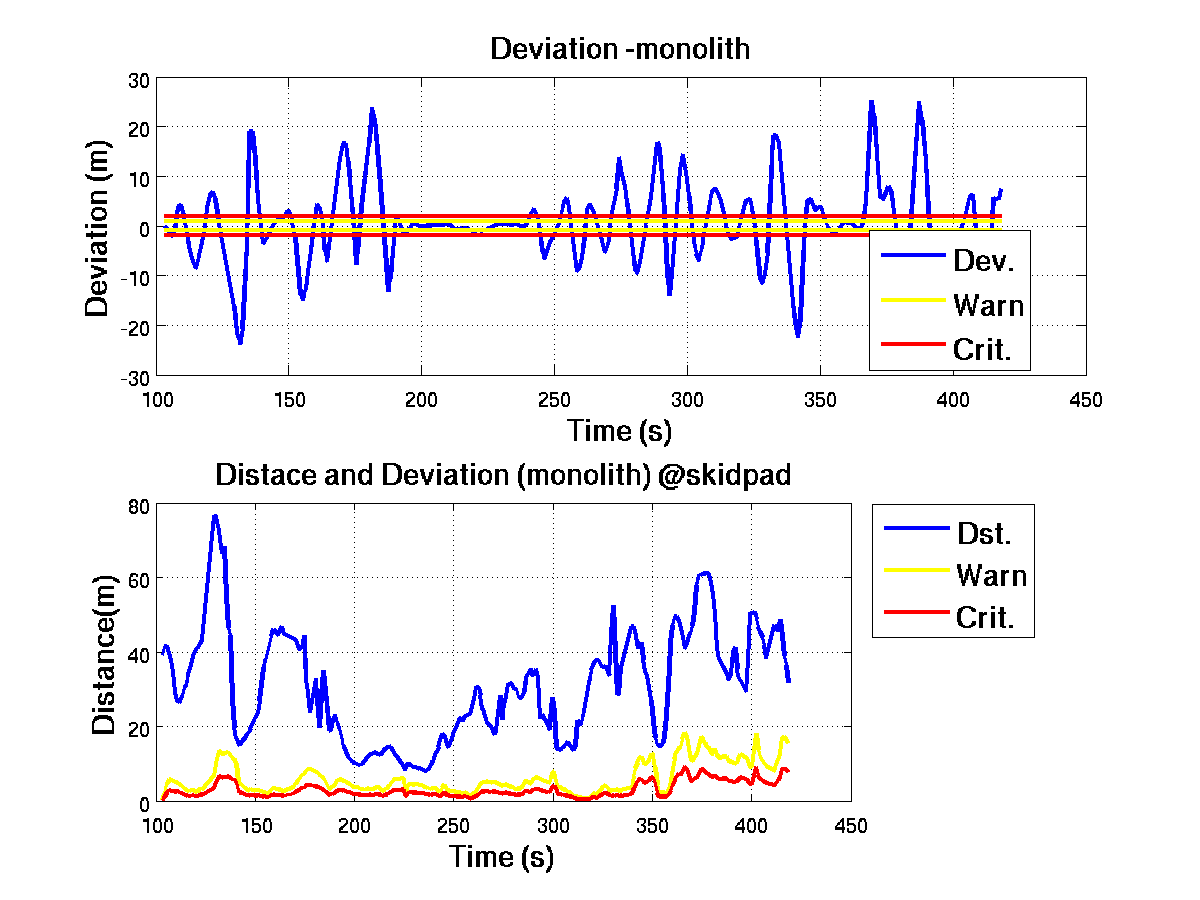 Deviation -monolith
30
20
10
0
-10
-20
-30
Deviation (m)
100 150 200 250 300 350 400 450
Time (s)
Dev.
Warn
Crit.
Distace and Deviation (monolith) @skidpad
80
60
40
20
0
Distance(m)
100 150 200 250 300 350 400 450
Time (s)
Dst.
Warn
Crit.